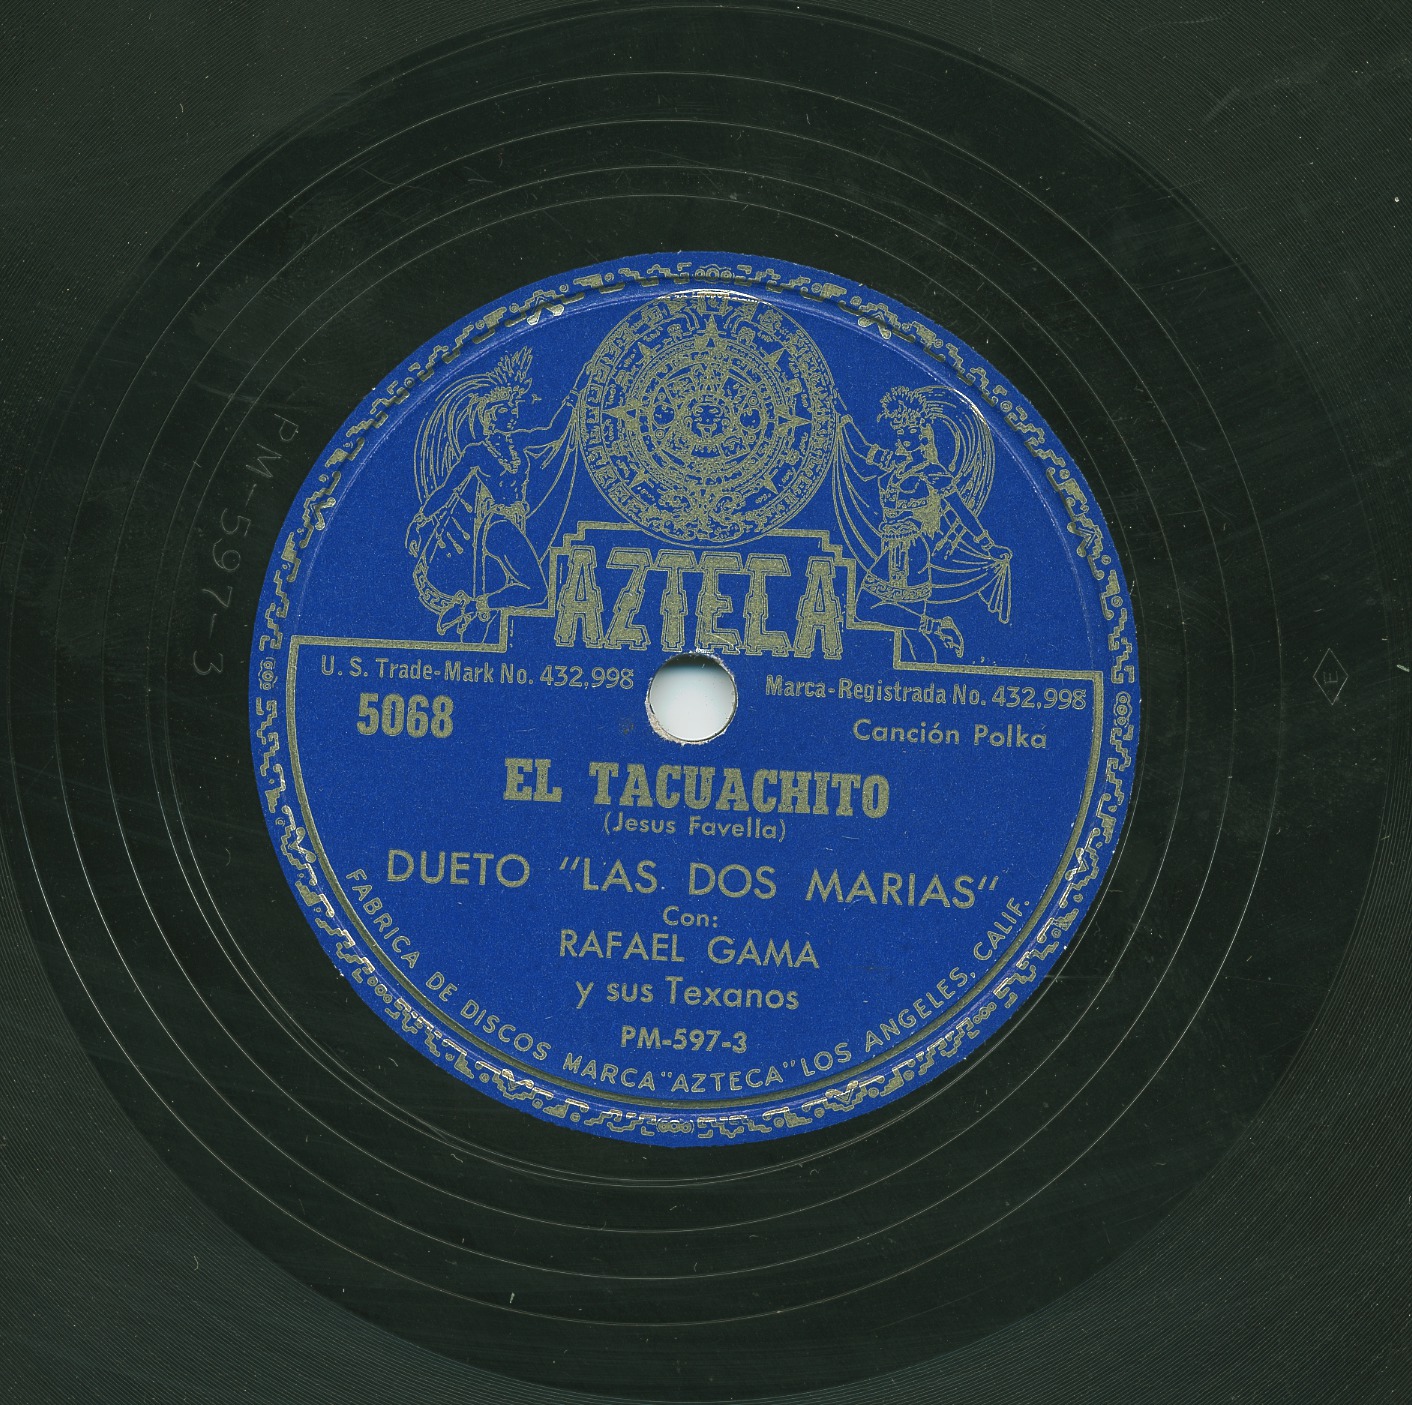 AZTECA
U. S. Trade-Mark No. 432,998
Marca-Registrada No. 432,998
5068
Canción Polka
EL TACUACHITO
(Jesus Favella)
DUETO "LAS DOS MARIAS"
Con:
RAFAEL GAMA
y sus Texanos
PM-597-3
FABRICA DE DISCOS MARCA "AZTECA" LOS ANGELES, CALIF.
PM-597-3
E